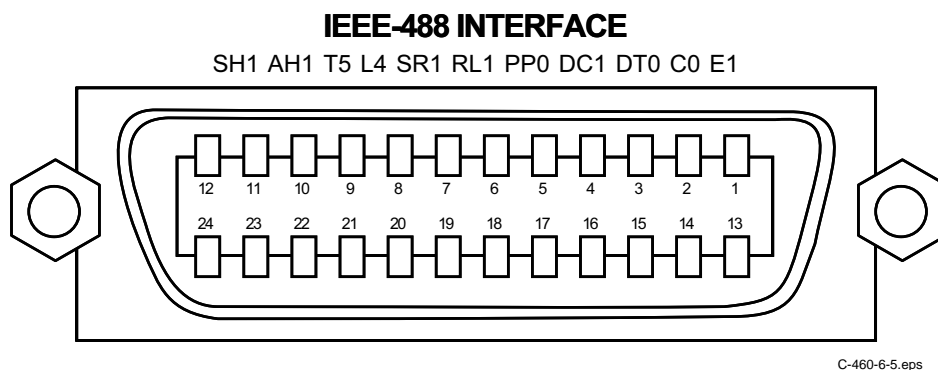 IEEE-488 INTERFACE
SH1 AH1 T5 L4 SR1 RL1 PP0 DC1 DT0 C0 E1
12 11 10 9 8 7 6 5 4 3 2 1
24 23 22 21 20 19 18 17 16 15 14 13
C-460-6-5.eps